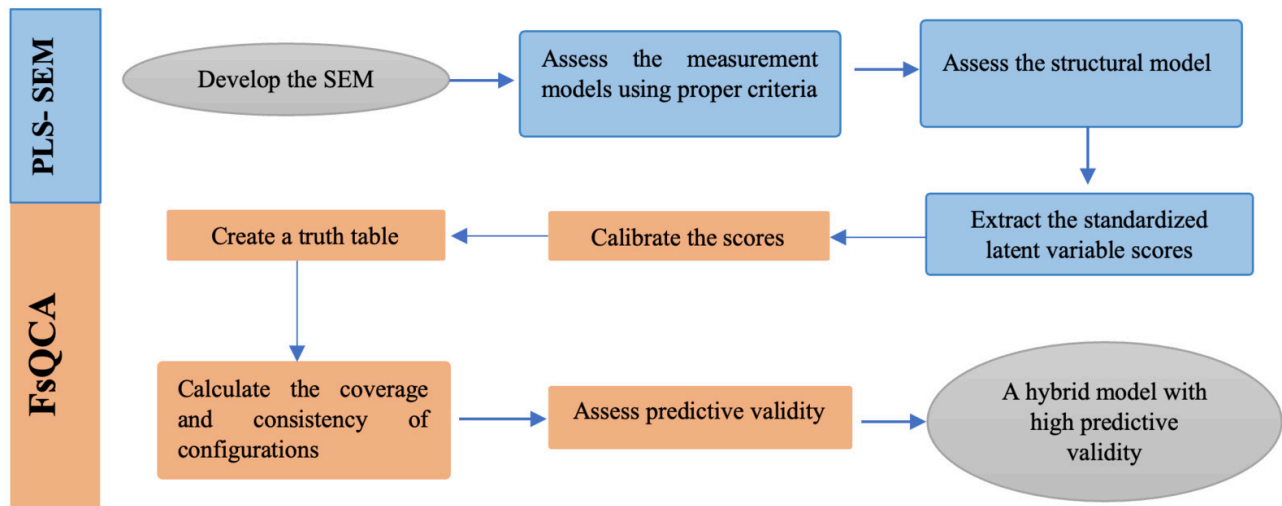 PLS- SEM
Develop the SEM
Assess the measurement
models using proper criteria
Assess the structural model
Extract the standardized
latent variable scores
Calibrate the scores
Create a truth table
FsQCA
Calculate the coverage
and consistency of
configurations
Assess predictive validity
A hybrid model with
high predictive
validity